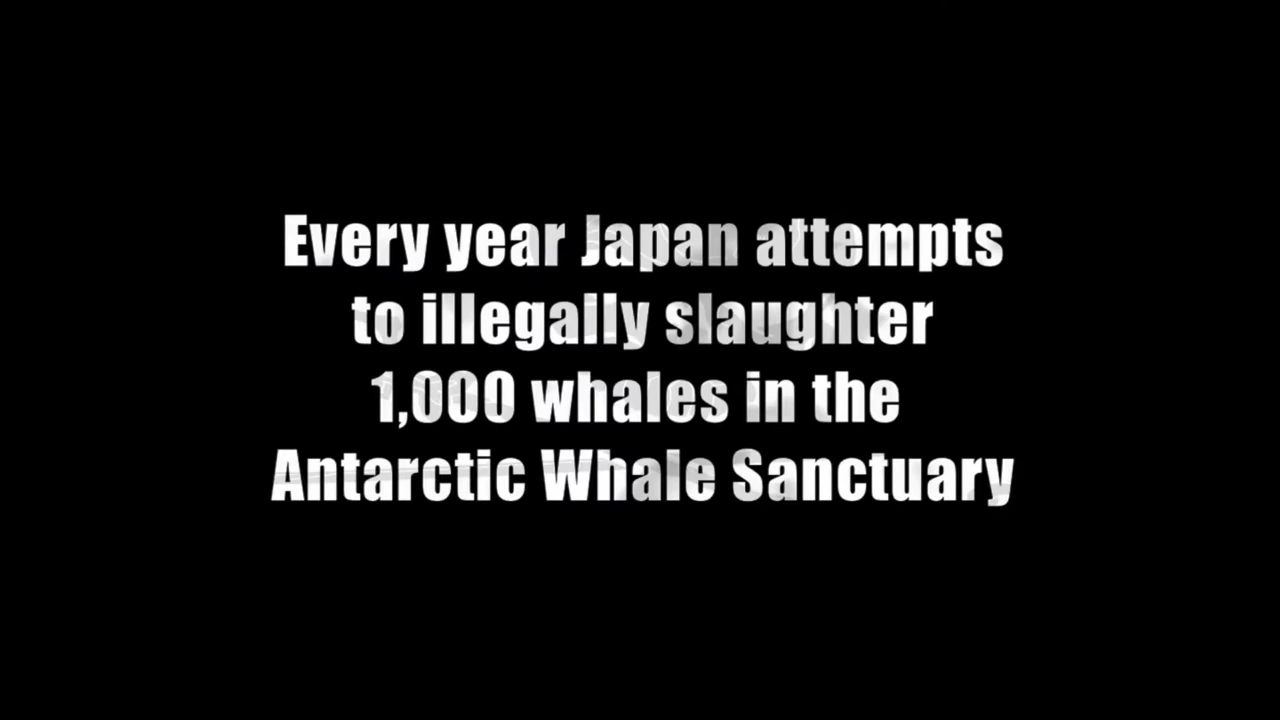 Every year Japan attempts
to illegally slaughter
1,000 whales in the
Antarctic Whale Sanctuary